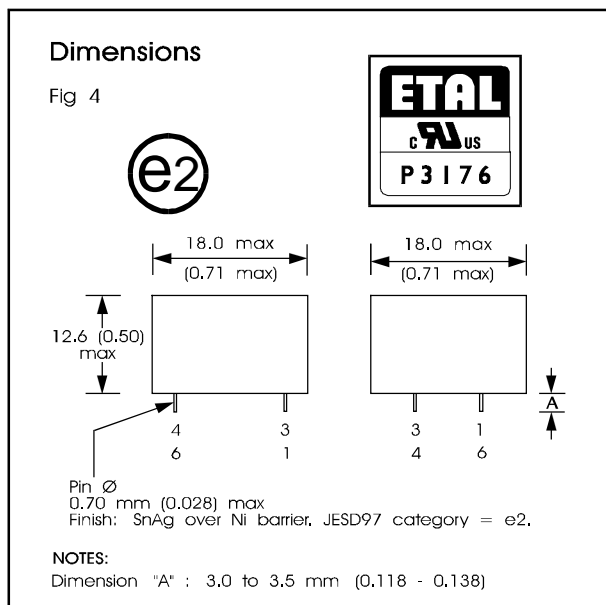 Dimensions
Fig 4
ETAL
C RU US
P3176
e2
18.0 max
(0.71 max)
18.0 max
(0.71 max)
12.6 (0.50)
max
A
4 3 3 1
6 1 4 6
Pin Ø
0.70 mm (0.028) max
Finish: SnAg over Ni barrier. JESD97 category = e2.
NOTES:
Dimension "A" : 3.0 to 3.5 mm (0.118 - 0.138)